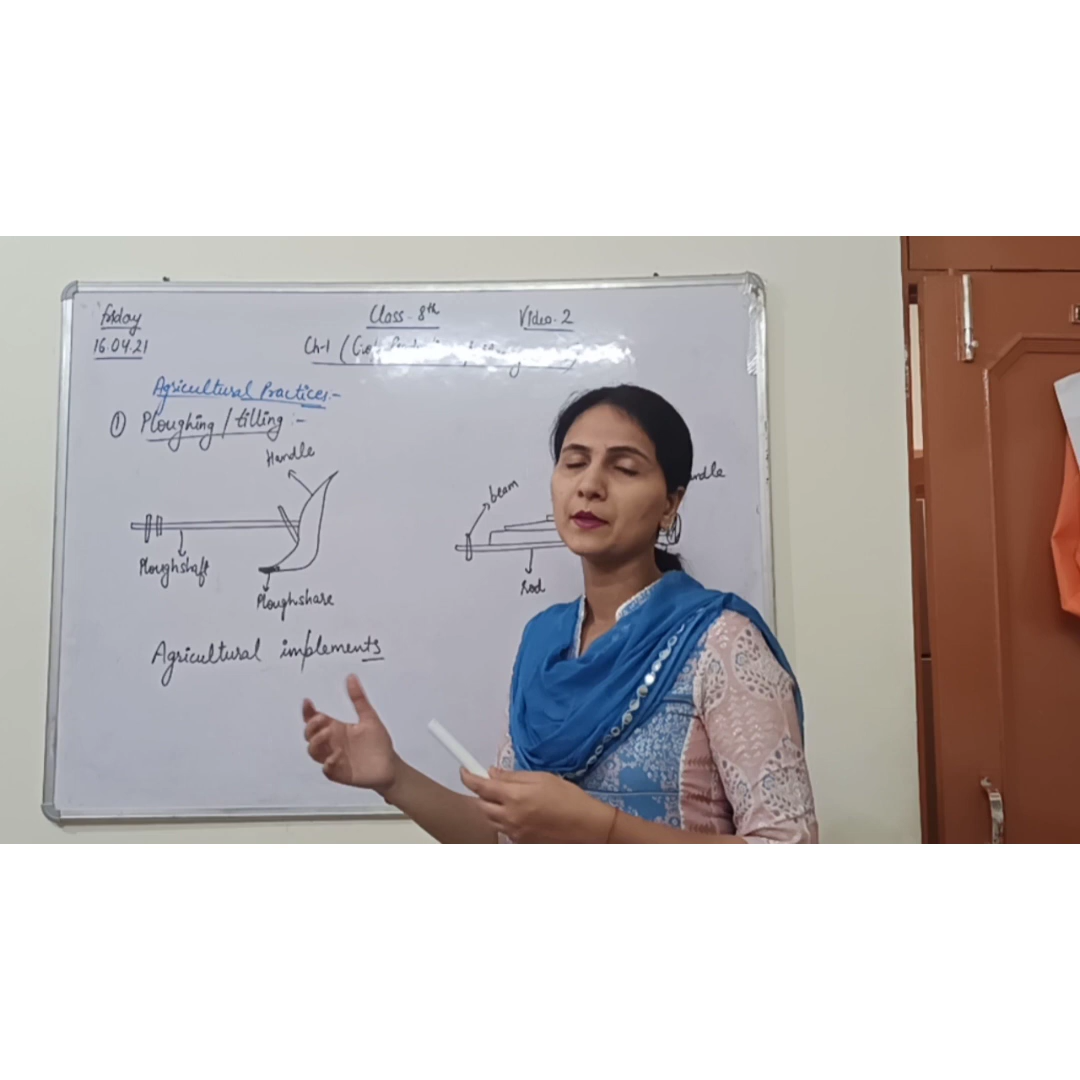 Friday
Class - 8th
Video - 2
16.04.21
Ch-1 (
Agricultural Practices:-
① Ploughing / tilling :-
Handle
beam
Ploughshaft
Rod
Ploughshare
Agricultural implements